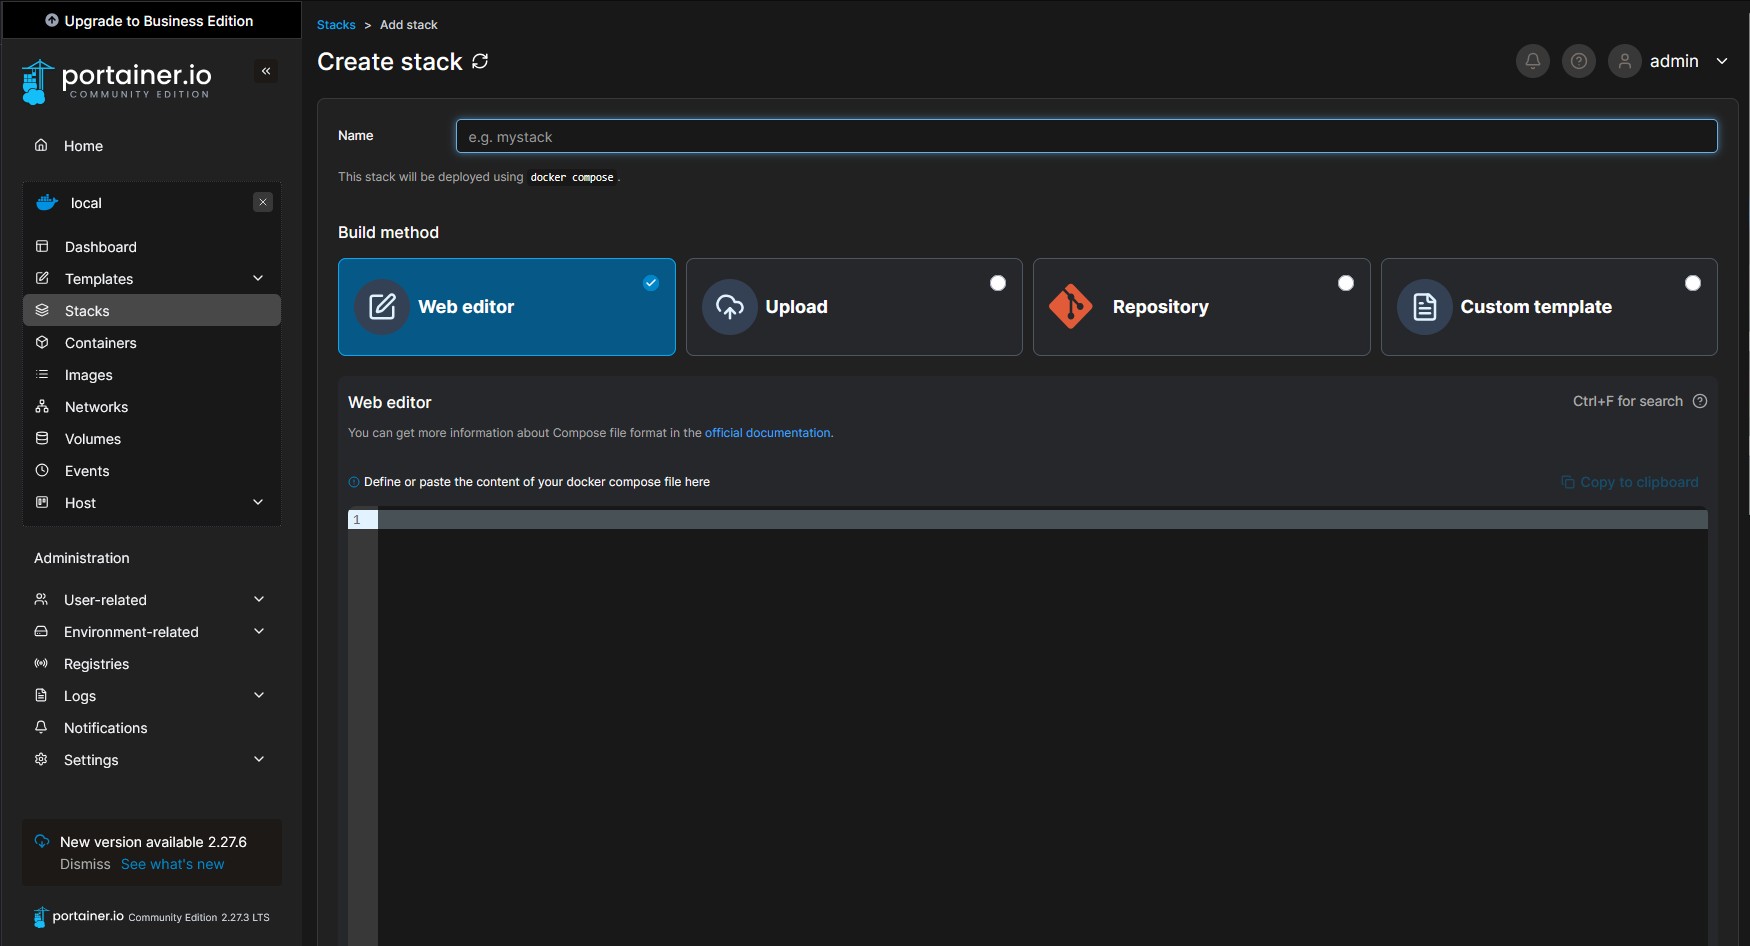 Upgrade to Business Edition
portainer.io
COMMUNITY EDITION
Home
local
Dashboard
Templates
Stacks
Containers
Images
Networks
Volumes
Events
Host
Administration
User-related
Environment-related
Registries
Logs
Notifications
Settings
New version available 2.27.6
Dismiss See what's new
portainer.io Community Edition 2.27.3 LTS
Stacks > Add stack
Create stack
admin
Name
e.g. mystack
This stack will be deployed using docker compose.
Build method
Web editor
Upload
Repository
Custom template
Web editor
Ctrl+F for search
You can get more information about Compose file format in the official documentation.
Define or paste the content of your docker compose file here
Copy to clipboard
1